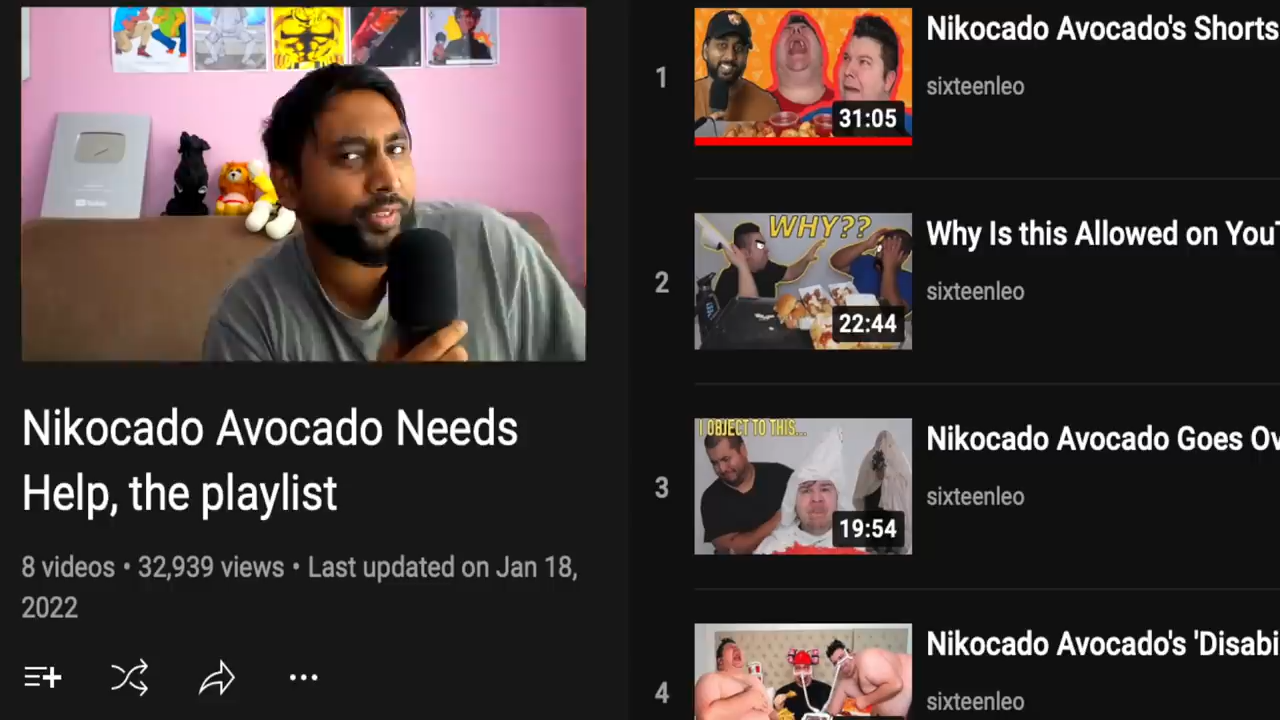 Nikocado Avocado Needs
Help, the playlist
8 videos • 32,939 views • Last updated on Jan 18,
2022
1
31:05
Nikocado Avocado's Shorts
sixteenleo
2
WHY??
22:44
Why Is this Allowed on You
sixteenleo
3
I OBJECT TO THIS...
19:54
Nikocado Avocado Goes Ov
sixteenleo
4
Nikocado Avocado's 'Disabi
sixteenleo